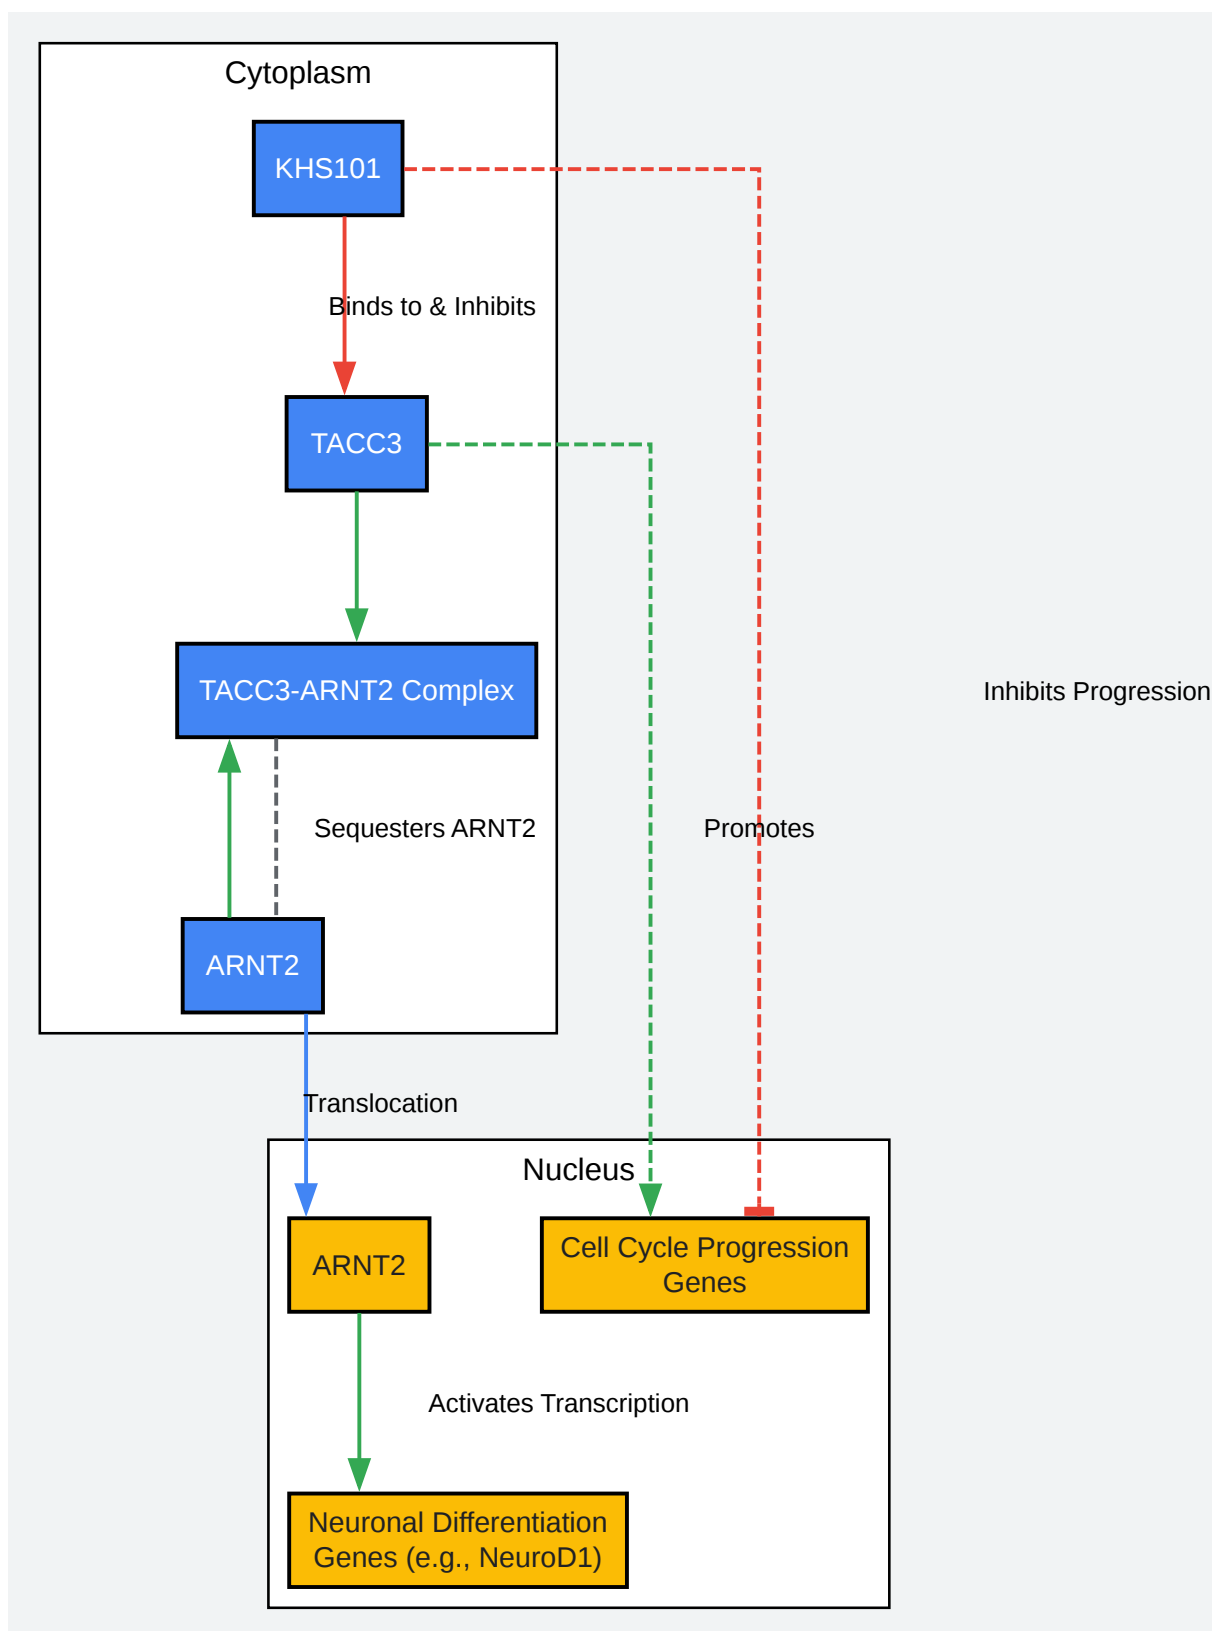 Cytoplasm
KHS101
Binds to & Inhibits
TACC3
TACC3-ARNT2 Complex
Inhibits Progression
Sequesters ARNT2
Promotes
ARNT2
Translocation
Nucleus
ARNT2
Cell Cycle Progression
Genes
Activates Transcription
Neuronal Differentiation
Genes (e.g., NeuroD1)